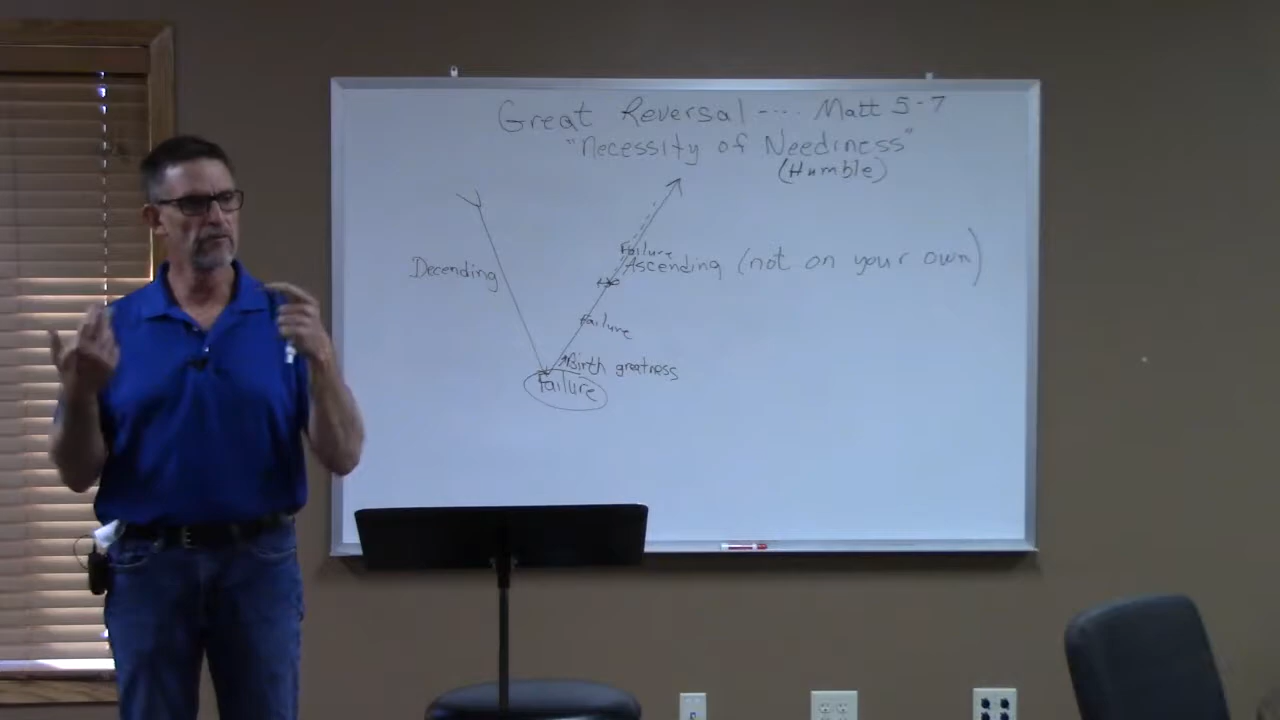 Great Reversal ---- Matt 5-7
"Necessity of Neediness"
(Humble)
Failure
Decending
Ascending (not on your own)
Failure
Birth greatness
Failure